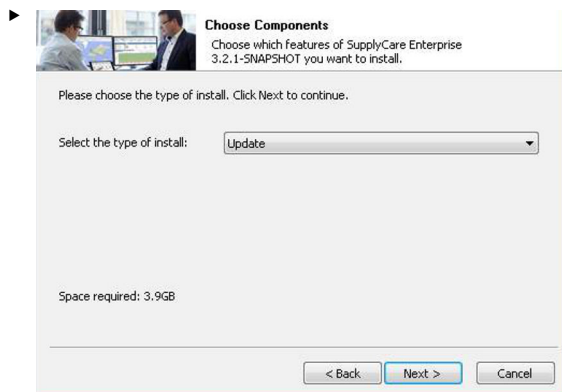 Choose Components
Choose which features of SupplyCare Enterprise
3.2.1-SNAPSHOT you want to install.
Please choose the type of install. Click Next to continue.
Select the type of install:
Update
Space required: 3.9GB
< Back
Next >
Cancel